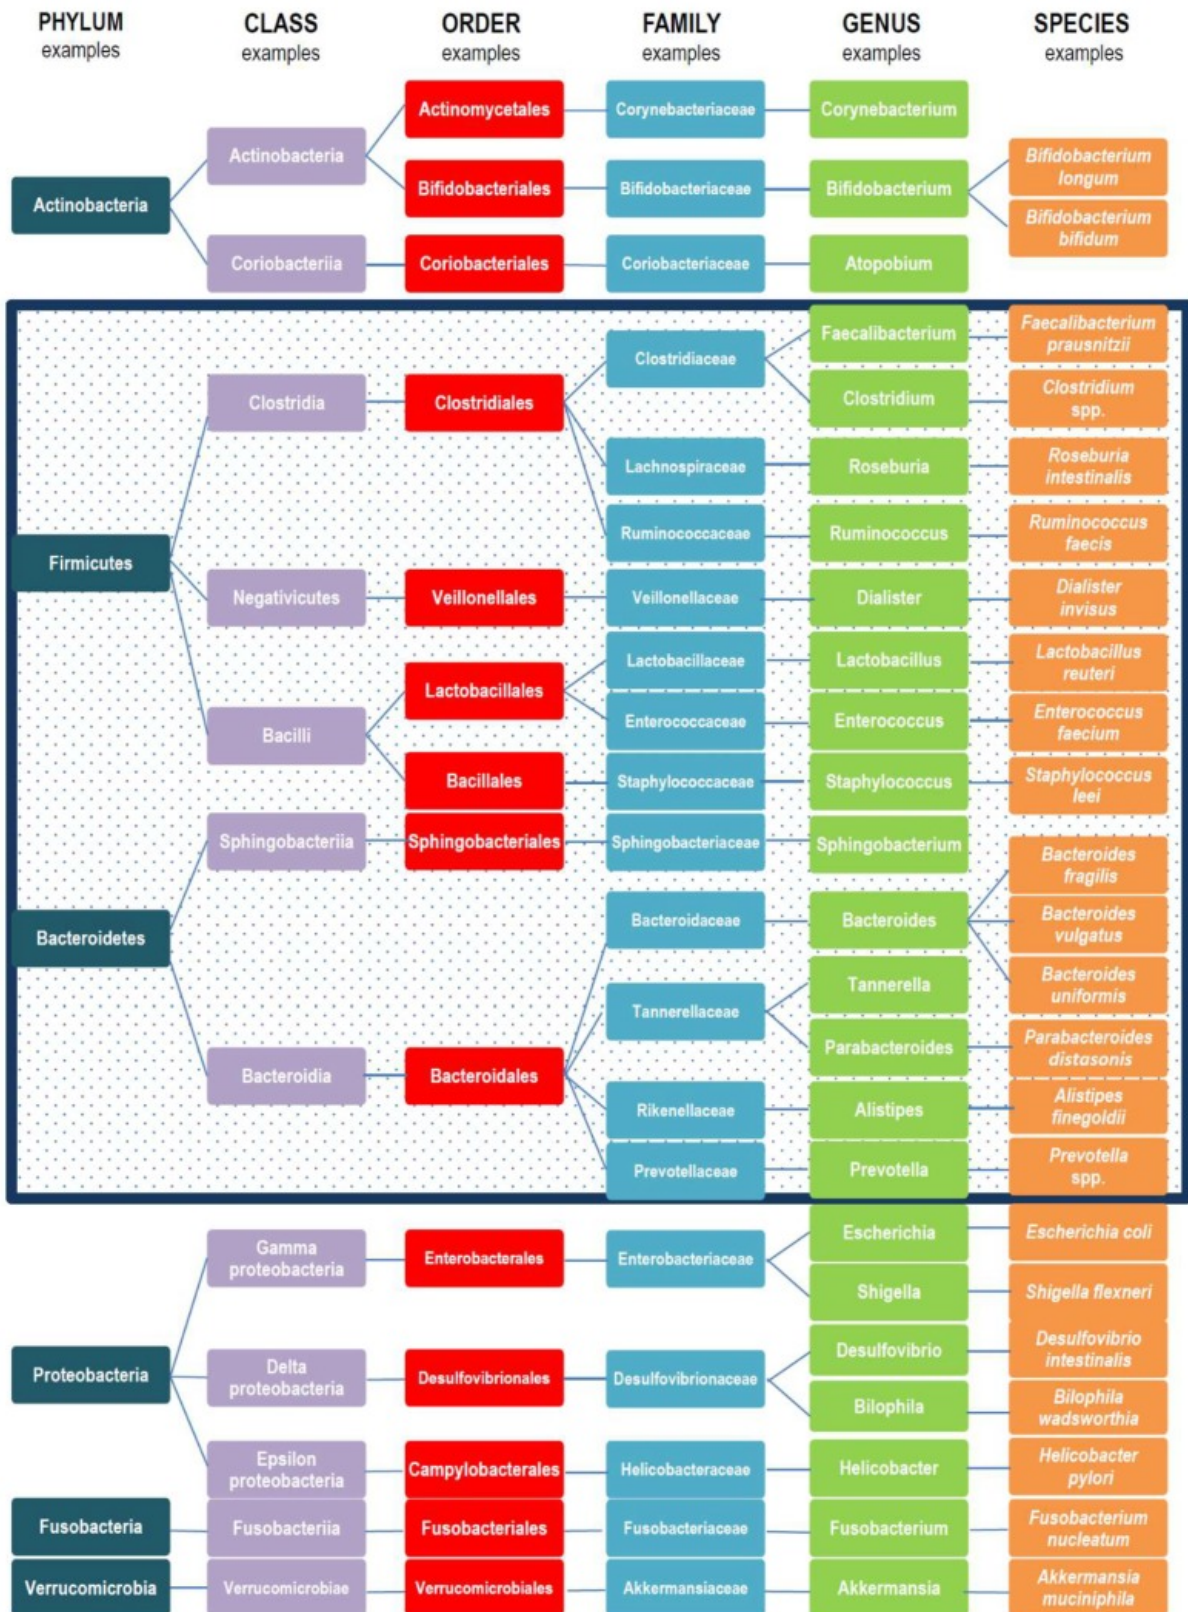 PHYLUM
examples
CLASS
examples
ORDER
examples
FAMILY
examples
GENUS
examples
SPECIES
examples
Actinobacteria
Actinobacteria
Actinomycetales
Corynebacteriaceae
Corynebacterium
Bifidobacteriales
Bifidobacteriaceae
Bifidobacterium
Bifidobacterium
longum
Bifidobacterium
bifidum
Coriobacteriia
Coriobacteriales
Coriobacteriaceae
Atopobium
Firmicutes
Clostridia
Clostridiales
Clostridiaceae
Faecalibacterium
Faecalibacterium
prausnitzii
Clostridium
Clostridium
spp.
Lachnospiraceae
Roseburia
Roseburia
intestinalis
Ruminococcaceae
Ruminococcus
Ruminococcus
faecis
Negativicutes
Veillonellales
Veillonellaceae
Dialister
Dialister
invisus
Bacilli
Lactobacillales
Lactobacillaceae
Lactobacillus
Lactobacillus
reuteri
Enterococcaceae
Enterococcus
Enterococcus
faecium
Bacillales
Staphylococcaceae
Staphylococcus
Staphylococcus
leei
Bacteroidetes
Sphingobacteriia
Sphingobacteriales
Sphingobacteriaceae
Sphingobacterium
Bacteroidia
Bacteroidales
Bacteroidaceae
Bacteroides
Bacteroides
fragilis
Bacteroides
vulgatus
Bacteroides
uniformis
Tannerellaceae
Tannerella
Parabacteroides
Parabacteroides
distasonis
Rikenellaceae
Alistipes
Alistipes
finegoldii
Prevotellaceae
Prevotella
Prevotella
spp.
Proteobacteria
Gamma
proteobacteria
Enterobacterales
Enterobacteriaceae
Escherichia
Escherichia coli
Shigella
Shigella flexneri
Delta
proteobacteria
Desulfovibrionales
Desulfovibrionaceae
Desulfovibrio
Desulfovibrio
intestinalis
Bilophila
Bilophila
wadsworthia
Epsilon
proteobacteria
Campylobacterales
Helicobacteraceae
Helicobacter
Helicobacter
pylori
Fusobacteria
Fusobacteriia
Fusobacteriales
Fusobacteriaceae
Fusobacterium
Fusobacterium
nucleatum
Verrucomicrobia
Verrucomicrobiae
Verrucomicrobiales
Akkermansiaceae
Akkermansia
Akkermansia
muciniphila